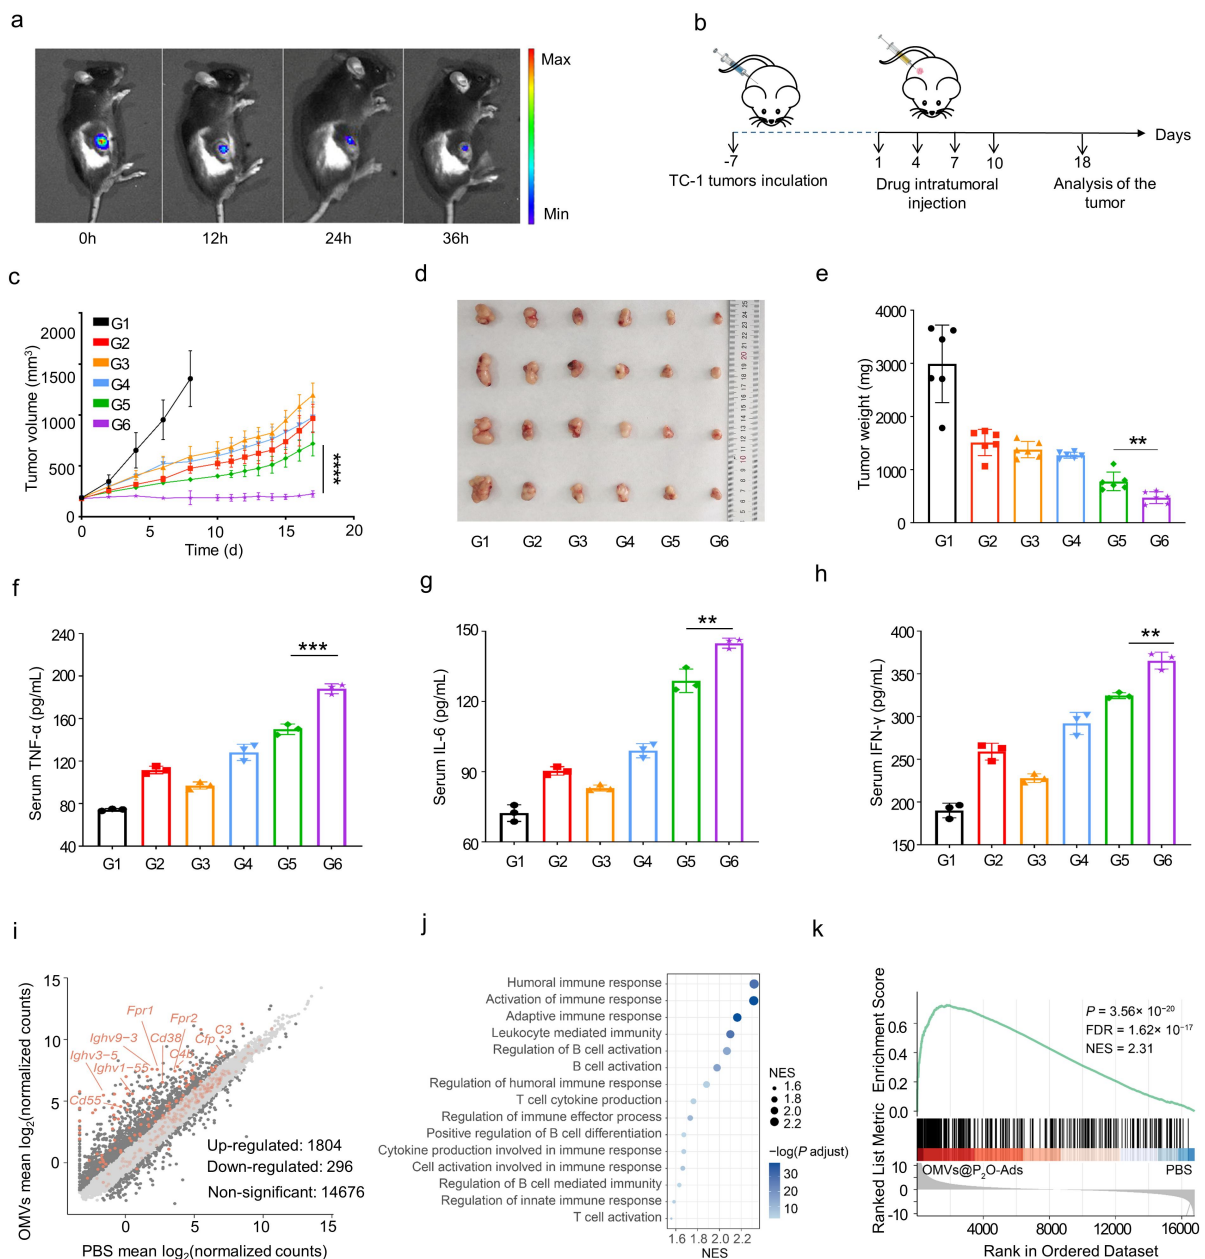 a
Max
Min
0h
12h
24h
36h
b
-7
1
4
7
10
18
Days
TC-1 tumors inculation
Drug intratumoral
injection
Analysis of the
tumor
c
Tumor volume (mm³)
2000
1500
1000
500
0
0
5
10
15
20
Time (d)
G1
G2
G3
G4
G5
G6
****
d
G1
G2
G3
G4
G5
G6
e
Tumor weight (mg)
4000
3000
2000
1000
0
**
G1
G2
G3
G4
G5
G6
f
Serum TNF-α (pg/mL)
240
200
160
120
80
40
***
G1
G2
G3
G4
G5
G6
g
Serum IL-6 (pg/mL)
150
120
90
60
**
G1
G2
G3
G4
G5
G6
h
Serum IFN-γ (pg/mL)
400
350
300
250
200
150
**
G1
G2
G3
G4
G5
G6
i
OMVs mean log₂(normalized counts)
15
10
5
0
Fpr1
Fpr2
C3
Ighv9-3
Cd38
Cfp
Ighv3-5
C4b
Ighv1-55
Cd55
Up-regulated: 1804
Down-regulated: 296
Non-significant: 14676
0
5
10
15
PBS mean log₂(normalized counts)
j
Humoral immune response
Activation of immune response
Adaptive immune response
Leukocyte mediated immunity
Regulation of B cell activation
B cell activation
Regulation of humoral immune response
T cell cytokine production
Regulation of immune effector process
Positive regulation of B cell differentiation
Cytokine production involved in immune response
Cell activation involved in immune response
Regulation of B cell mediated immunity
Regulation of innate immune response
T cell activation
1.6
1.8
2.0
2.2
NES
NES
1.6
1.8
2.0
2.2
−log(P adjust)
30
20
10
k
Enrichment Score
0.6
0.4
0.2
0.0
P = 3.56× 10⁻²⁰
FDR = 1.62× 10⁻¹⁷
NES = 2.31
Ranked List Metric
OMVs@P₂O-Ads
PBS
10
0
-10
4000
8000
12000
16000
Rank in Ordered Dataset